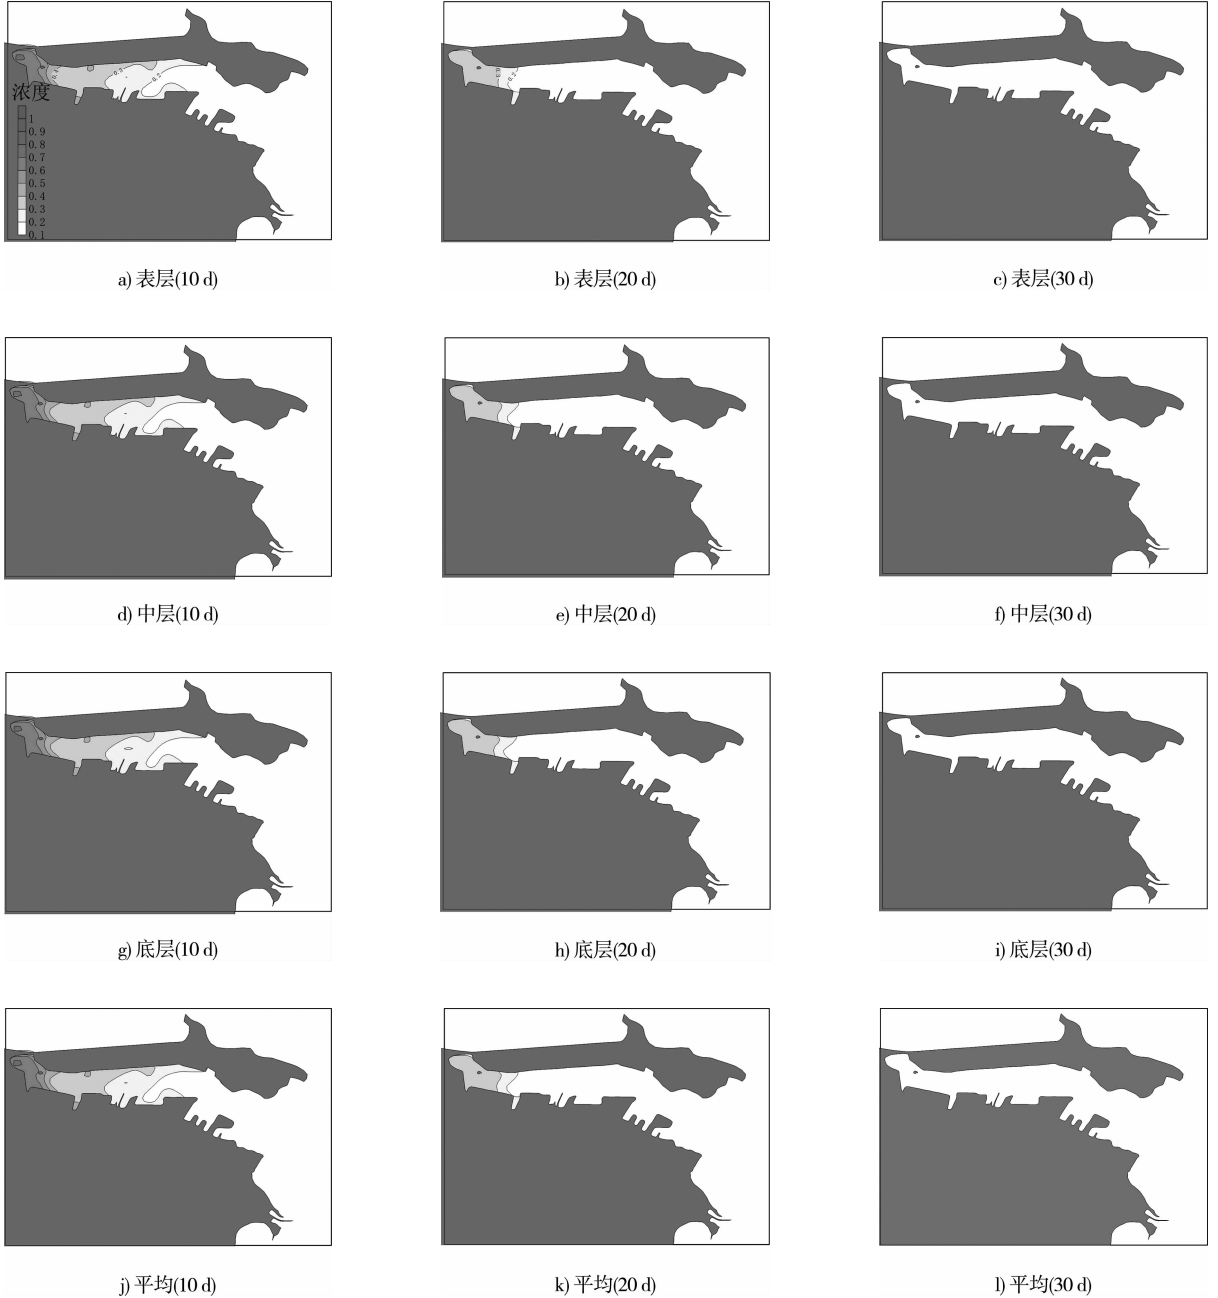 浓度
1
0.9
0.8
0.7
0.6
0.5
0.4
0.3
0.2
0.1
a) 表层(10 d)
b) 表层(20 d)
c) 表层(30 d)
d) 中层(10 d)
e) 中层(20 d)
f) 中层(30 d)
g) 底层(10 d)
h) 底层(20 d)
i) 底层(30 d)
j) 平均(10 d)
k) 平均(20 d)
l) 平均(30 d)